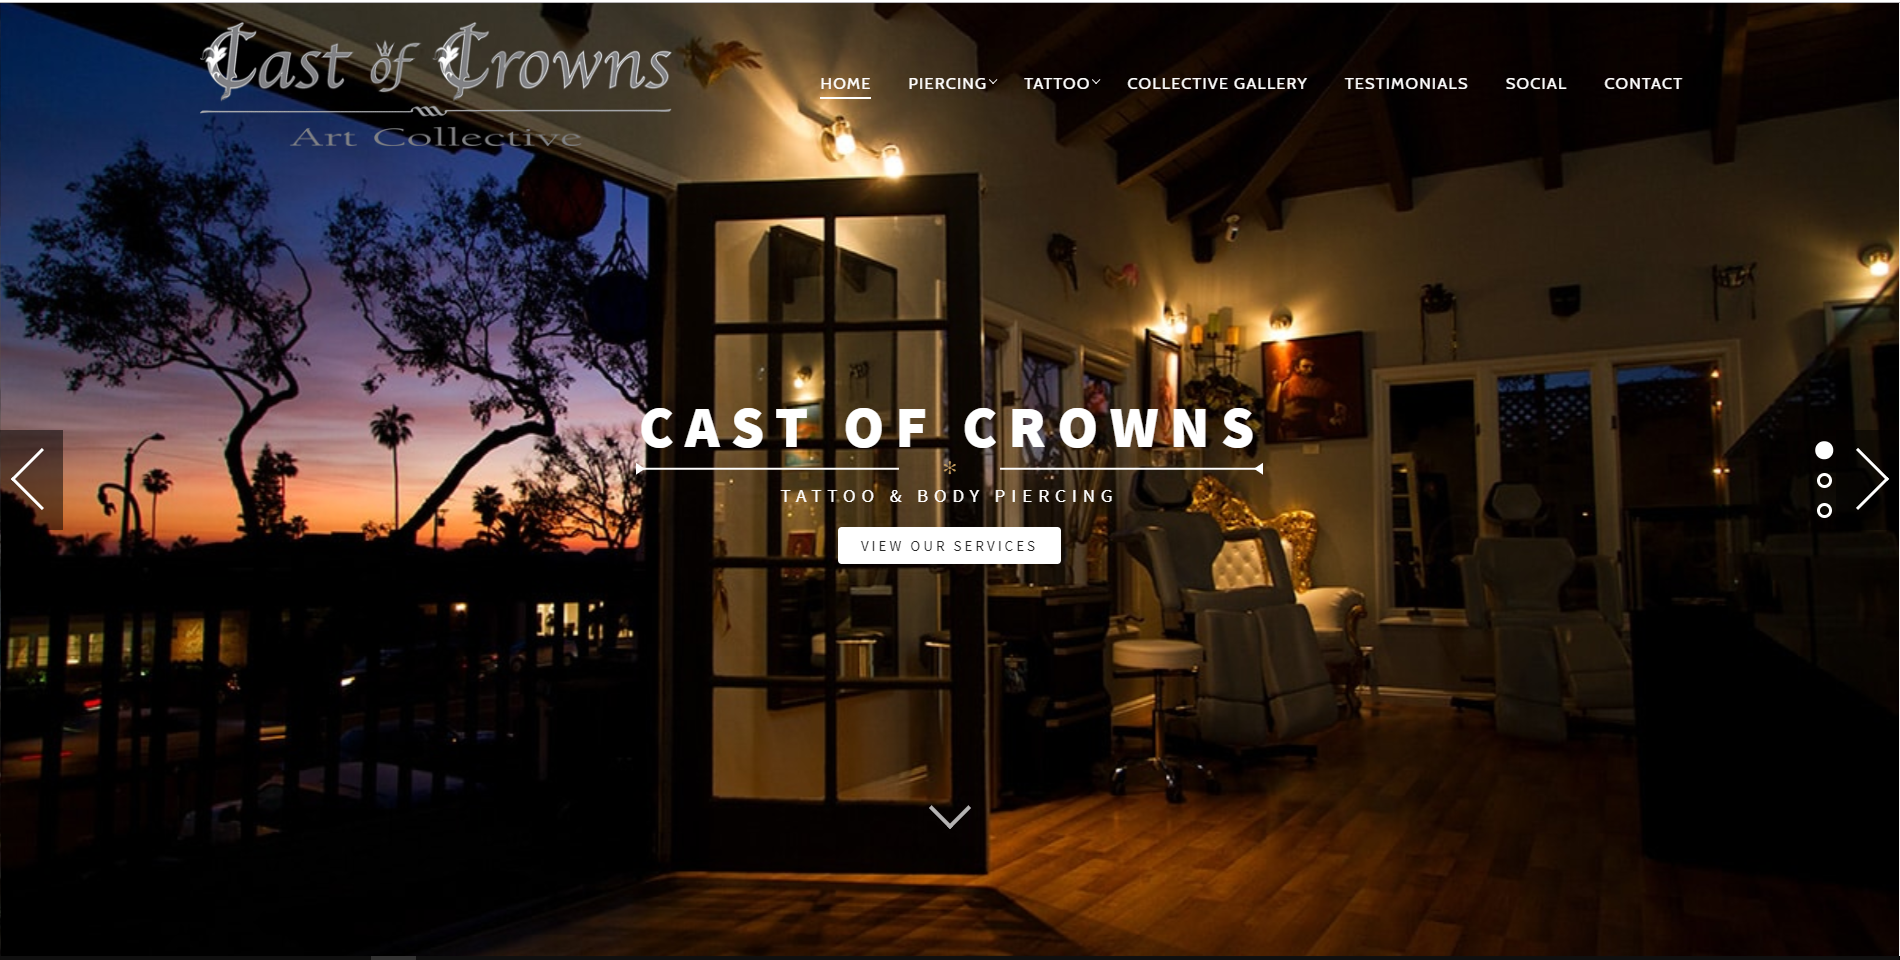 Cast of Crowns
Art Collective
HOME PIERCING TATTOO COLLECTIVE GALLERY TESTIMONIALS SOCIAL CONTACT
CAST OF CROWNS
TATTOO & BODY PIERCING
VIEW OUR SERVICES